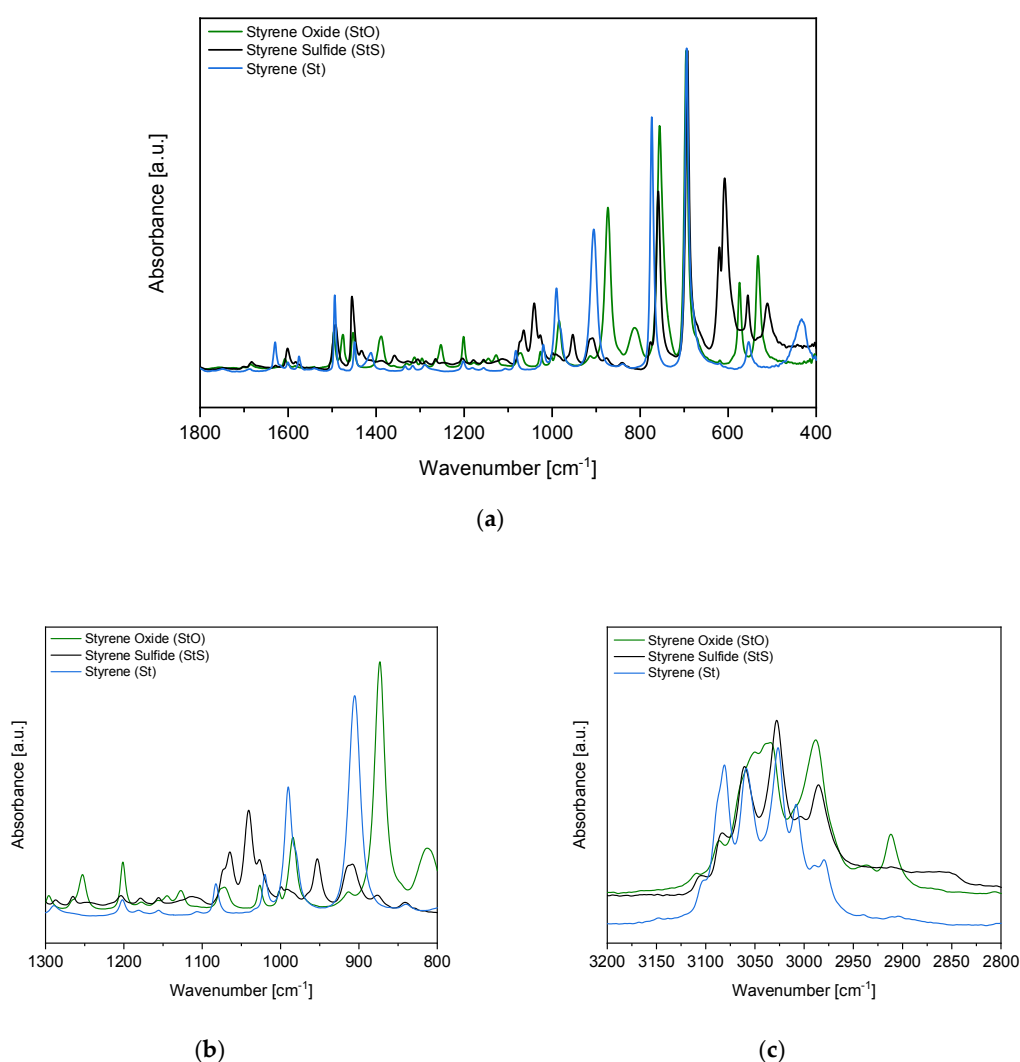 Styrene Oxide (StO)
Styrene Sulfide (StS)
Styrene (St)
Absorbance [a.u.]
1800 1600 1400 1200 1000 800 600 400
Wavenumber [cm⁻¹]
(a)
Styrene Oxide (StO)
Styrene Sulfide (StS)
Styrene (St)
Absorbance [a.u.]
1300 1200 1100 1000 900 800
Wavenumber [cm⁻¹]
(b)
Styrene Oxide (StO)
Styrene Sulfide (StS)
Styrene (St)
Absorbance [a.u.]
3200 3150 3100 3050 3000 2950 2900 2850 2800
Wavenumber [cm⁻¹]
(c)